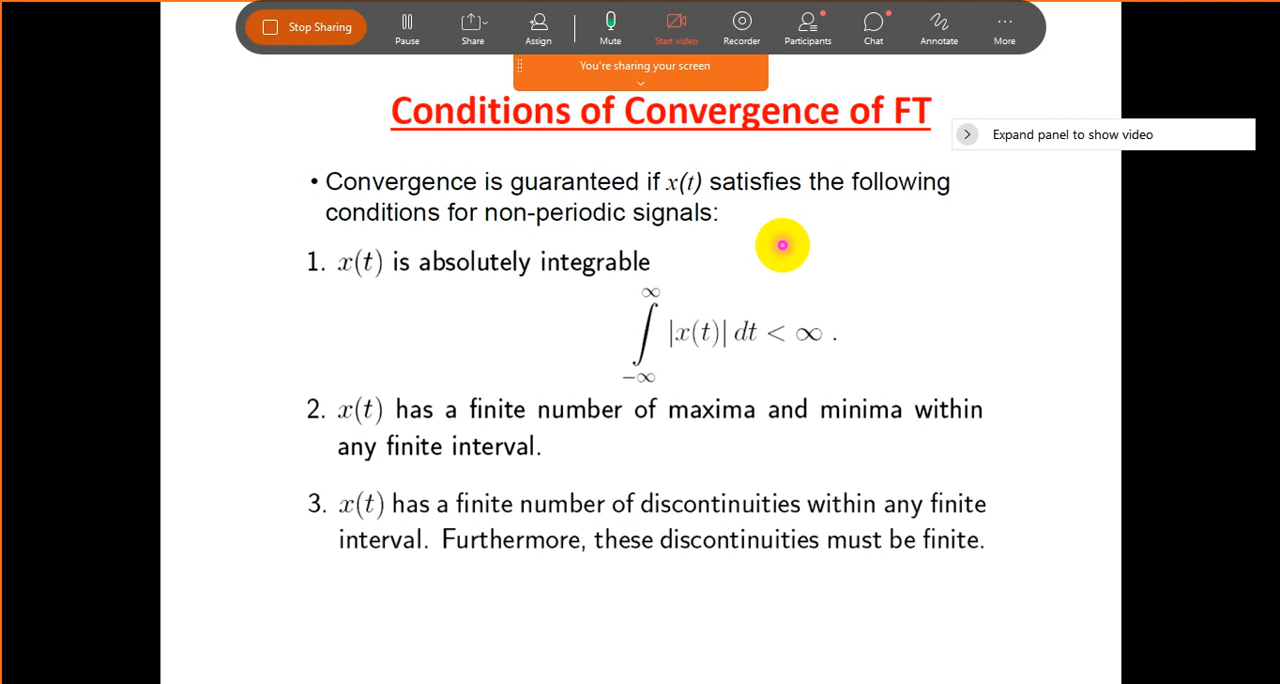 Stop Sharing
Pause
Share
Assign
Mute
Start video
Recorder
Participants
Chat
Annotate
More
You're sharing your screen
Conditions of Convergence of FT
Expand panel to show video
• Convergence is guaranteed if x(t) satisfies the following
conditions for non-periodic signals:
1. x(t) is absolutely integrable
∞
∫ |x(t)| dt < ∞ .
−∞
2. x(t) has a finite number of maxima and minima within
any finite interval.
3. x(t) has a finite number of discontinuities within any finite
interval. Furthermore, these discontinuities must be finite.